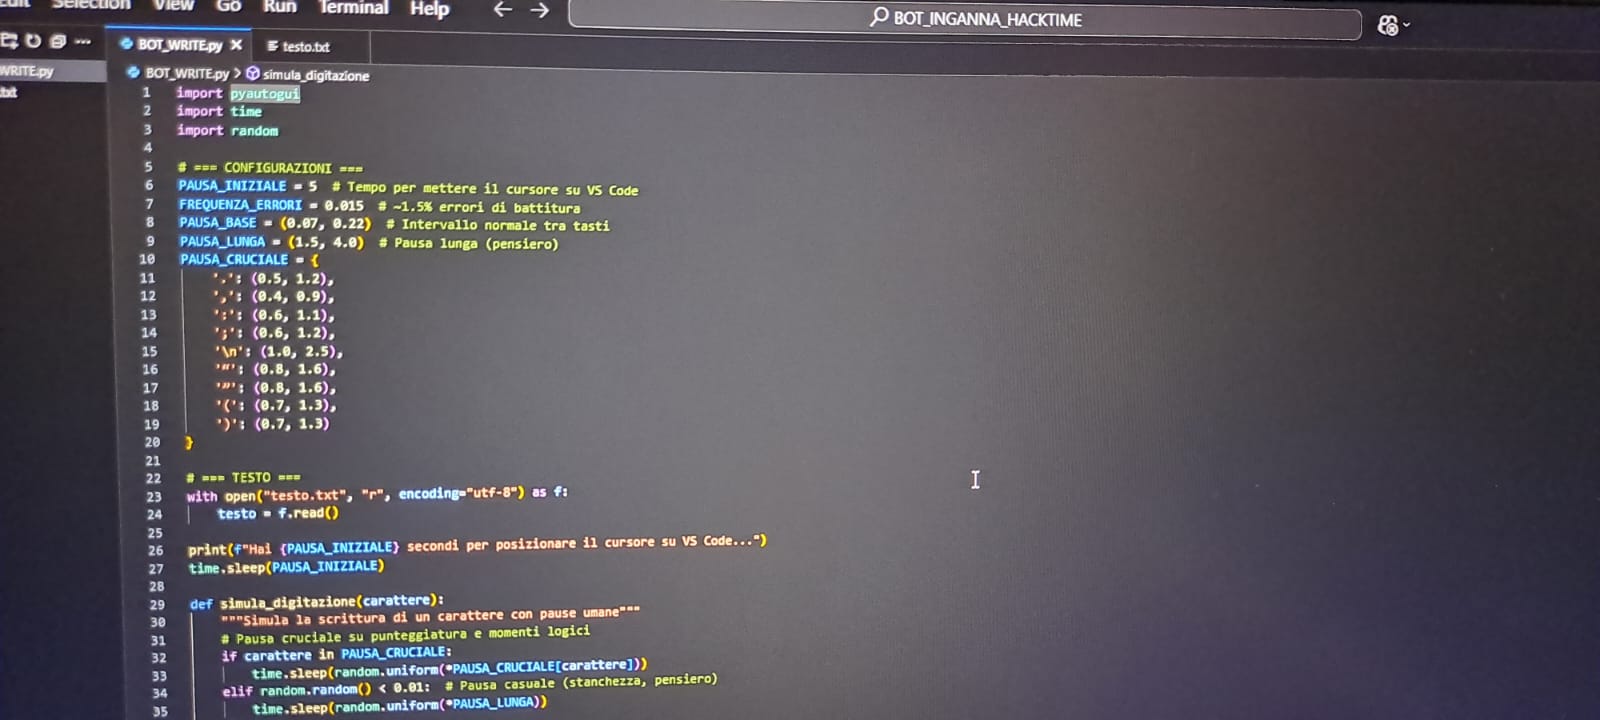 Selection View Go Run Terminal Help ← → BOT_INGANNA_HACKTIME
BOT_WRITE.py × testo.txt
WRITE.py
BOT_WRITE.py > simula_digitazione
.txt
1 import pyautogui
2 import time
3 import random
4
5 # === CONFIGURAZIONI ===
6 PAUSA_INIZIALE = 5 # Tempo per mettere il cursore su VS Code
7 FREQUENZA_ERRORI = 0.015 # ~1.5% errori di battitura
8 PAUSA_BASE = (0.07, 0.22) # Intervallo normale tra tasti
9 PAUSA_LUNGA = (1.5, 4.0) # Pausa lunga (pensiero)
10 PAUSA_CRUCIALE = {
11 '.': (0.5, 1.2),
12 ',': (0.4, 0.9),
13 ':': (0.6, 1.1),
14 ';': (0.6, 1.2),
15 '\n': (1.0, 2.5),
16 '“': (0.8, 1.6),
17 '”': (0.8, 1.6),
18 '(': (0.7, 1.3),
19 ')': (0.7, 1.3)
20 }
21
22 # === TESTO ===
23 with open("testo.txt", "r", encoding="utf-8") as f:
24 testo = f.read()
25
26 print(f"Hai {PAUSA_INIZIALE} secondi per posizionare il cursore su VS Code...")
27 time.sleep(PAUSA_INIZIALE)
28
29 def simula_digitazione(carattere):
30 """Simula la scrittura di un carattere con pause umane"""
31 # Pausa cruciale su punteggiatura e momenti logici
32 if carattere in PAUSA_CRUCIALE:
33 time.sleep(random.uniform(*PAUSA_CRUCIALE[carattere]))
34 elif random.random() < 0.01: # Pausa casuale (stanchezza, pensiero)
35 time.sleep(random.uniform(*PAUSA_LUNGA))